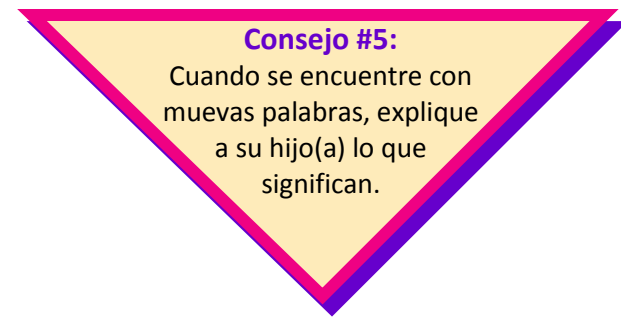 Consejo #5:
Cuando se encuentre con
muevas palabras, explique
a su hijo(a) lo que
significan.